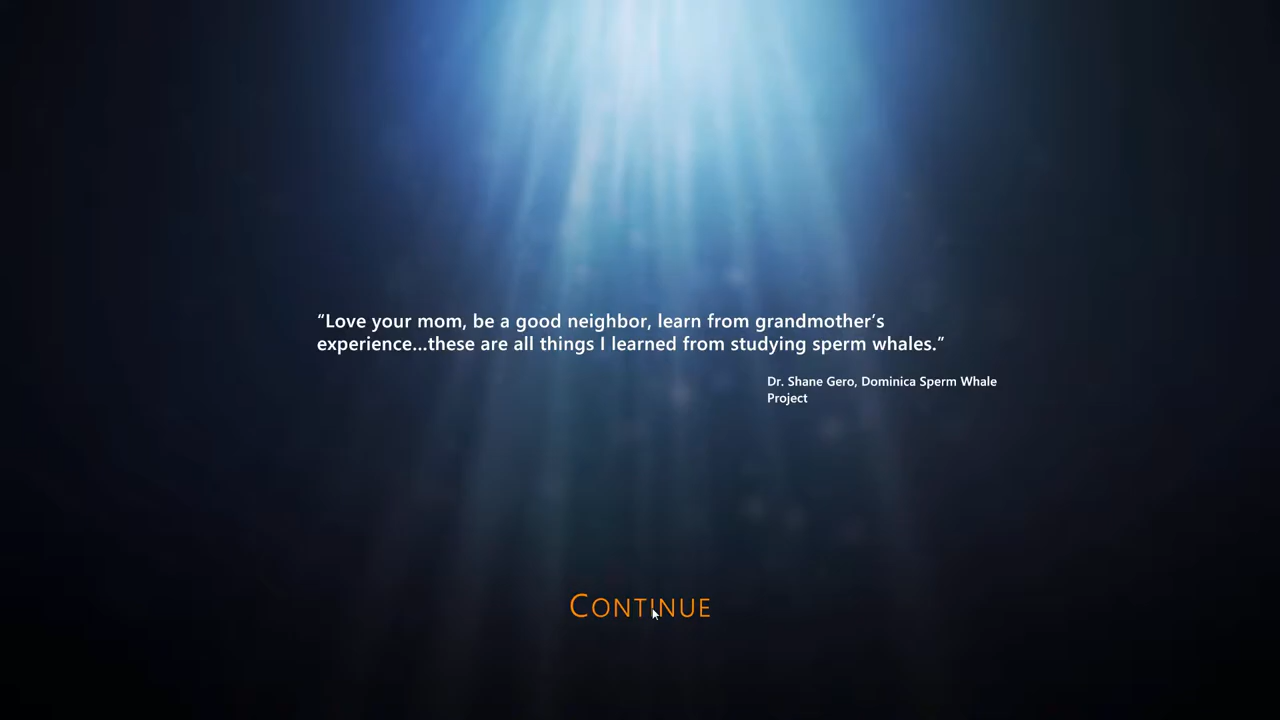 “Love your mom, be a good neighbor, learn from grandmother’s
experience...these are all things I learned from studying sperm whales.”
Dr. Shane Gero, Dominica Sperm Whale
Project
CONTINUE